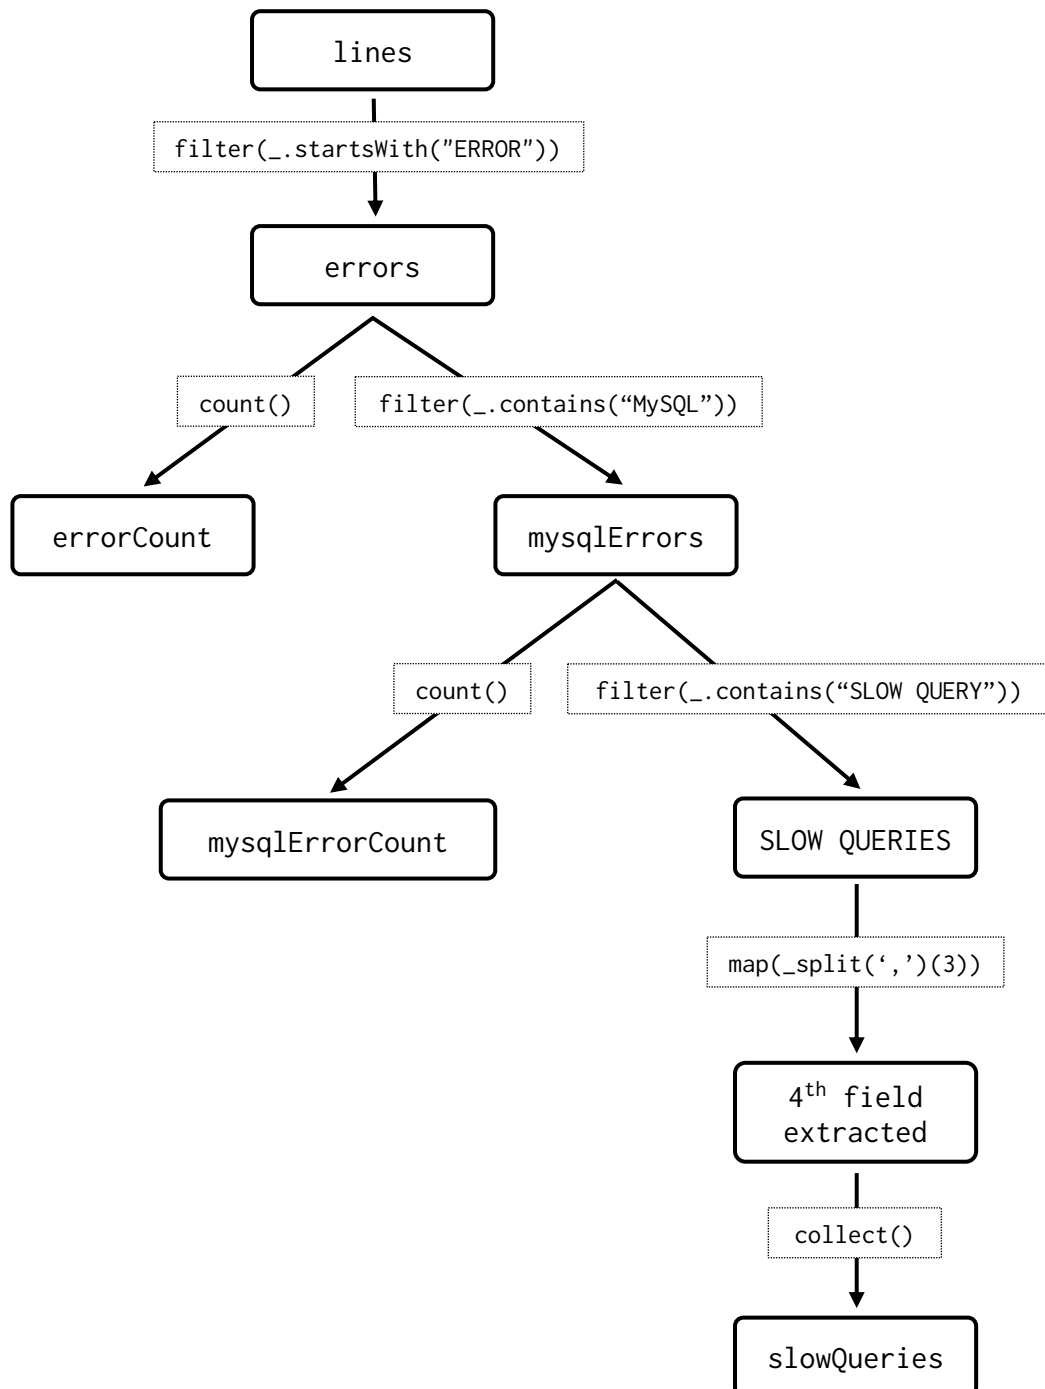 lines
filter(_.startsWith("ERROR"))
errors
count()
filter(_.contains(“MySQL”))
errorCount
mysqlErrors
count()
filter(_.contains(“SLOW QUERY”))
mysqlErrorCount
SLOW QUERIES
map(_split(‘,’)(3))
4th field
extracted
collect()
slowQueries